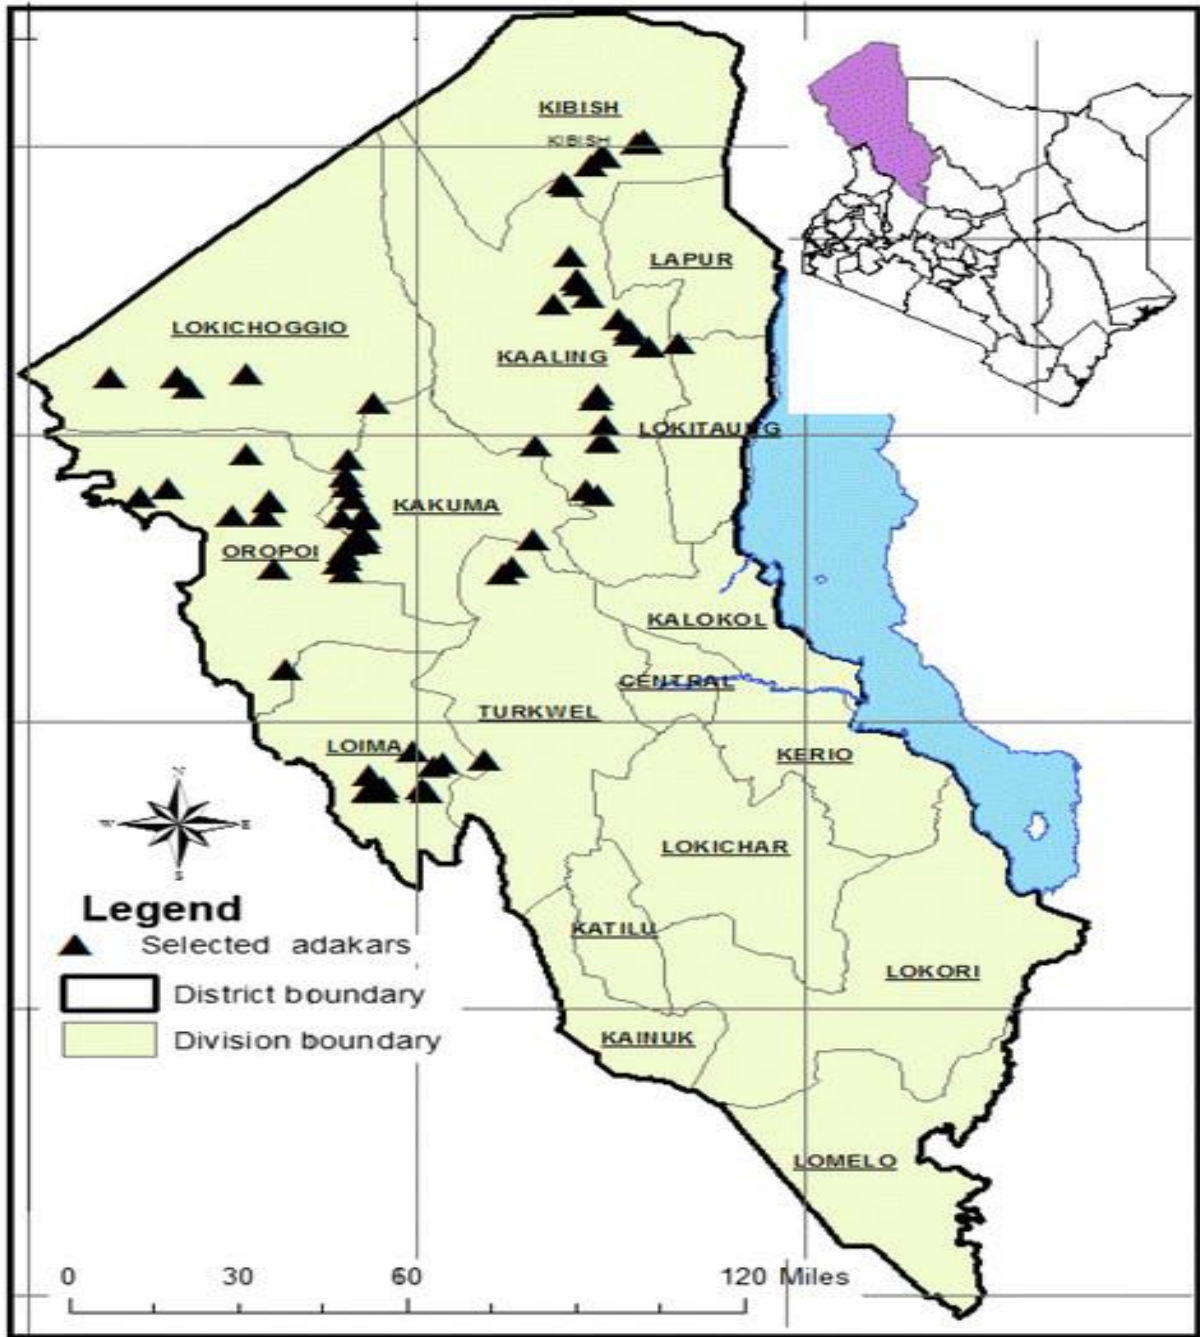 KIBISH
KIBISH
LAPUR
LOKICHOGGIO
KAALING
LOKITAUNG
KAKUMA
OROPOI
KALOKOL
CENTRAL
TURKWEL
LOIMA
KERIO
LOKICHAR
KATILU
LOKORI
KAINUK
LOMELO
N
W E
S
Legend
Selected adakars
District boundary
Division boundary
0 30 60 120 Miles